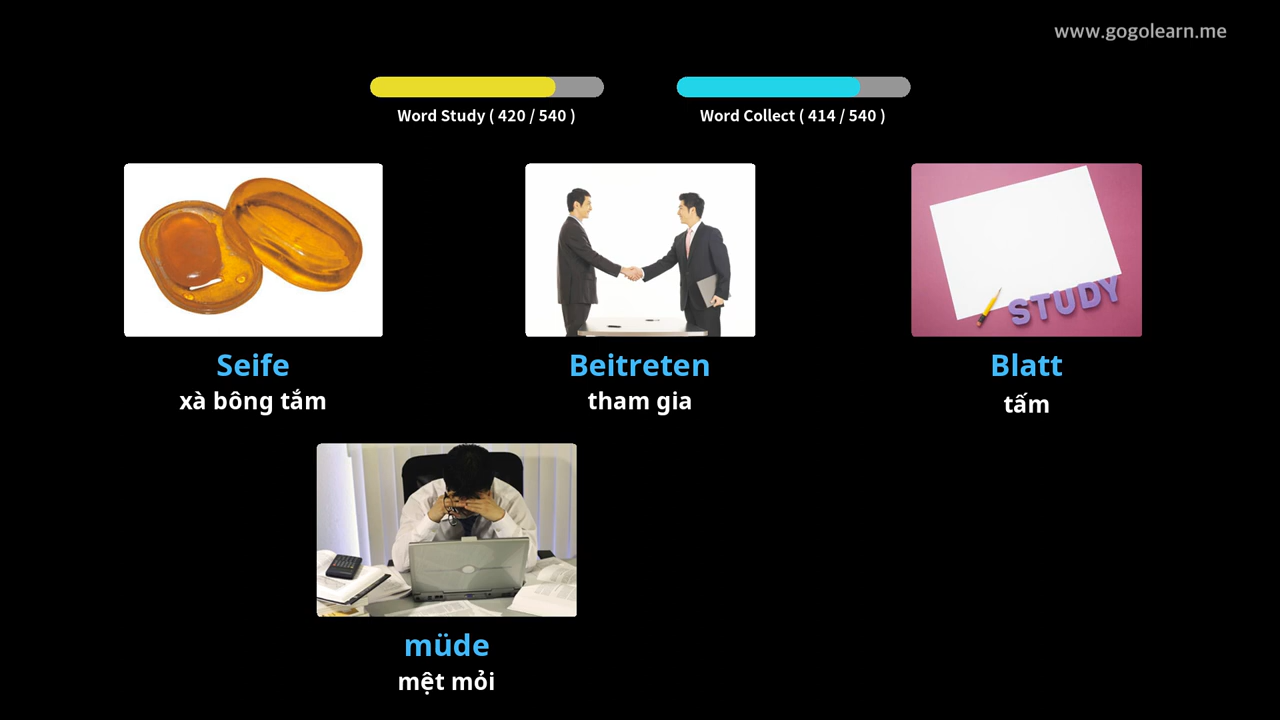 www.gogolearn.me
Word Study ( 420 / 540 )
Word Collect ( 414 / 540 )
STUDY
Seife
xà bông tắm
Beitreten
tham gia
Blatt
tấm
müde
mệt mỏi